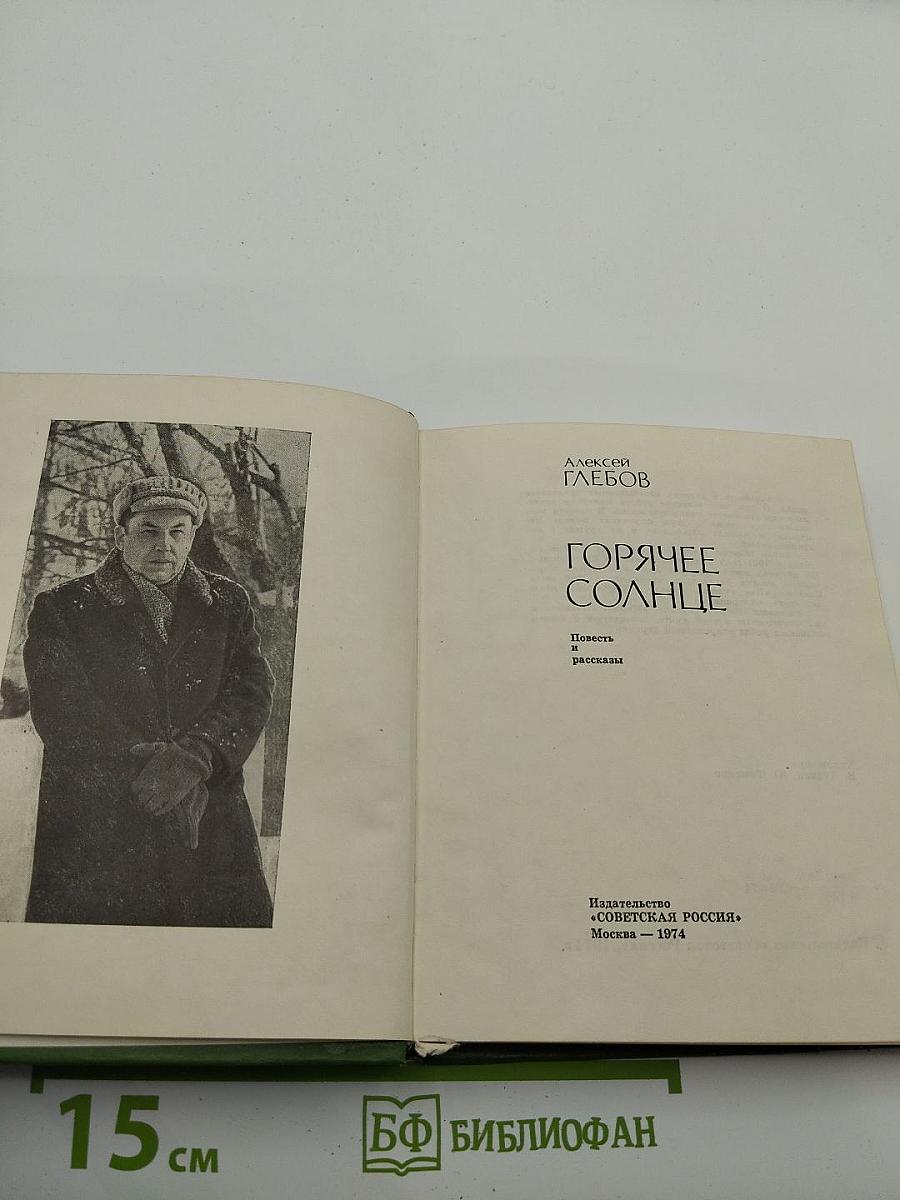 Алексей
ГЛЕБОВ
ГОРЯЧЕЕ
СОЛНЦЕ
Повесть
и
рассказы
Издательство
«СОВЕТСКАЯ РОССИЯ»
Москва — 1974
15 см
БФ БИБЛИОФАН